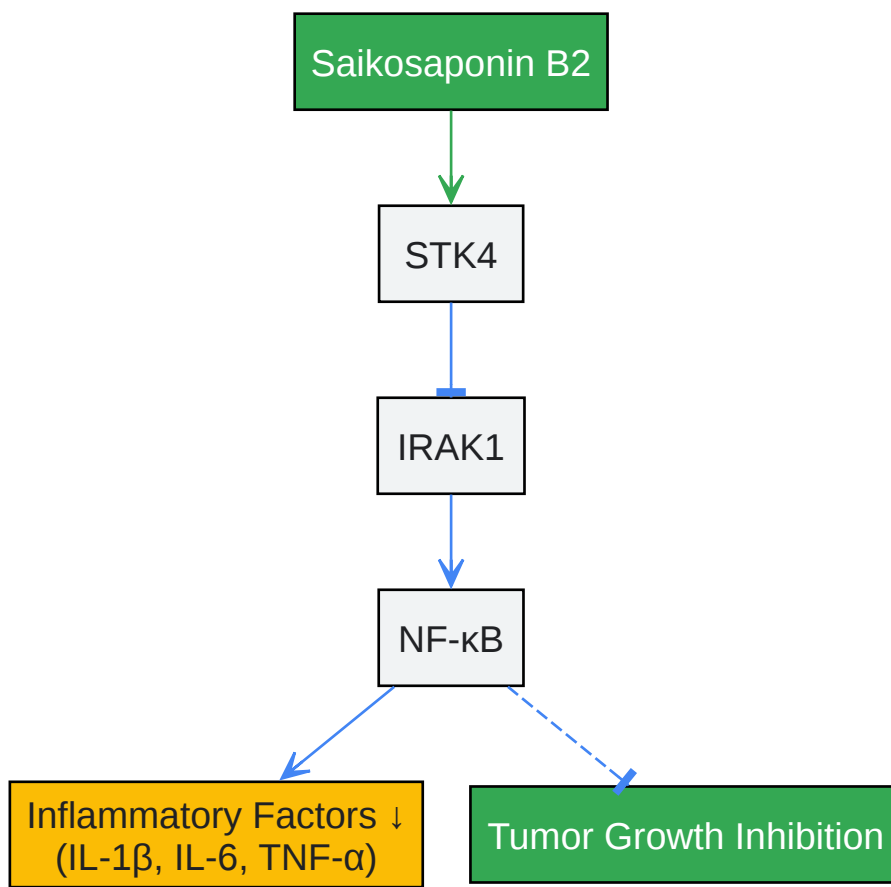 Saikosaponin B2
STK4
IRAK1
NF-κB
Inflammatory Factors ↓
(IL-1β, IL-6, TNF-α)
Tumor Growth Inhibition